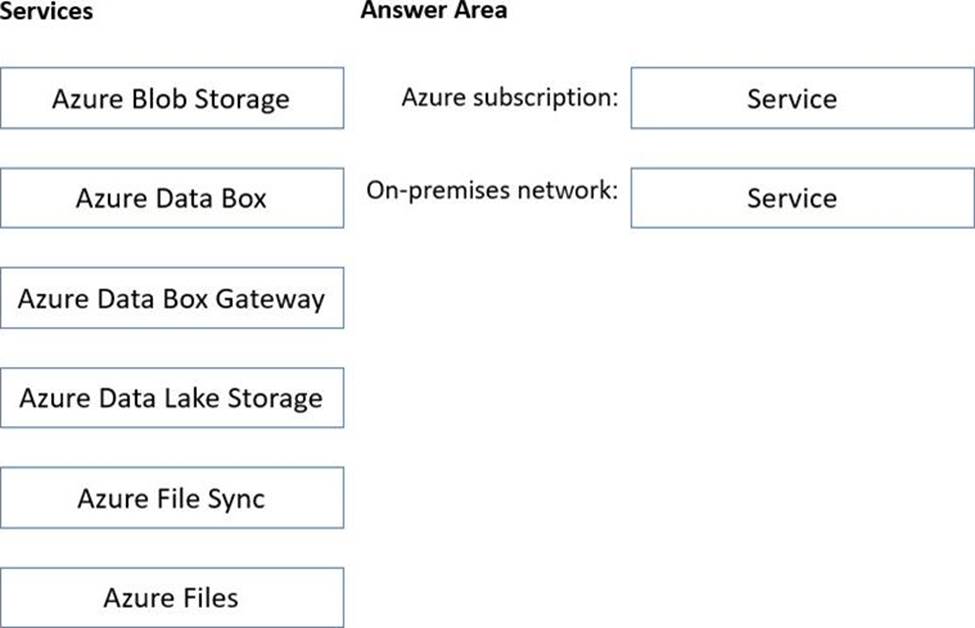 Services
Answer Area
Azure Blob Storage
Azure subscription:
Service
Azure Data Box
On-premises network:
Service
Azure Data Box Gateway
Azure Data Lake Storage
Azure File Sync
Azure Files